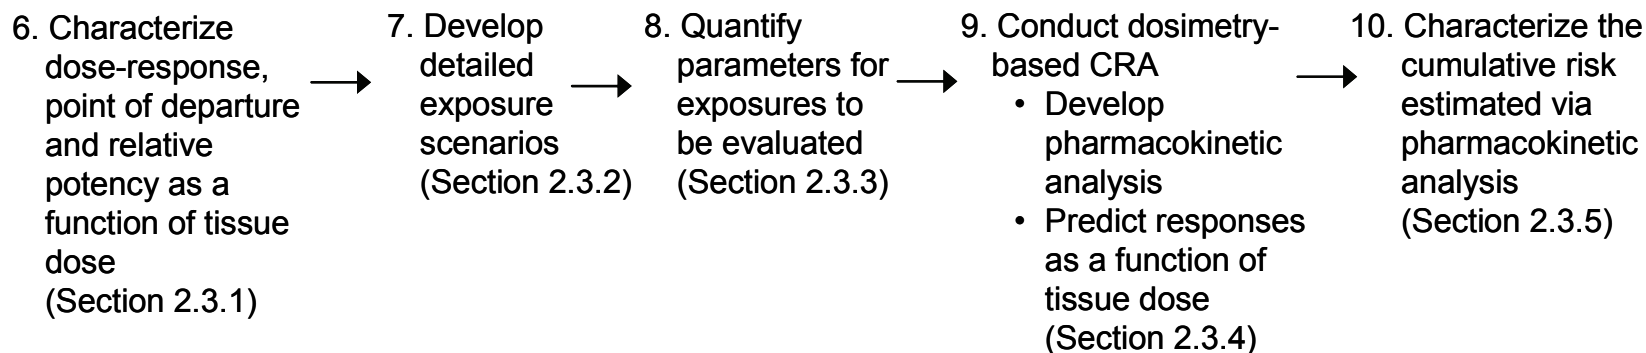 6. Characterize
dose-response,
point of departure
and relative
potency as a
function of tissue
dose
(Section 2.3.1)
7. Develop
detailed
exposure
scenarios
(Section 2.3.2)
8. Quantify
parameters for
exposures to
be evaluated
(Section 2.3.3)
9. Conduct dosimetry-
based CRA
• Develop
pharmacokinetic
analysis
• Predict responses
as a function of
tissue dose
(Section 2.3.4)
10. Characterize the
cumulative risk
estimated via
pharmacokinetic
analysis
(Section 2.3.5)